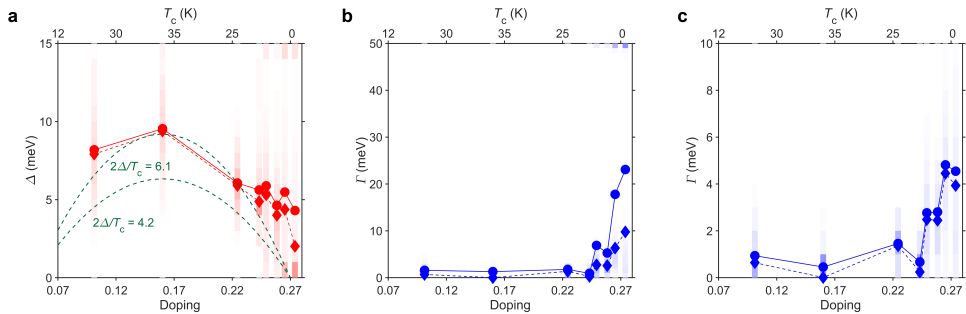 a
T_c (K)
12 30 35 25 0
15
10
5
0
Δ (meV)
2Δ/T_c = 6.1
2Δ/T_c = 4.2
0.07 0.12 0.17 0.22 0.27
Doping
b
T_c (K)
12 30 35 25 0
50
40
30
20
10
0
Γ (meV)
0.07 0.12 0.17 0.22 0.27
Doping
c
T_c (K)
12 30 35 25 0
10
8
6
4
2
0
Γ (meV)
0.07 0.12 0.17 0.22 0.27
Doping